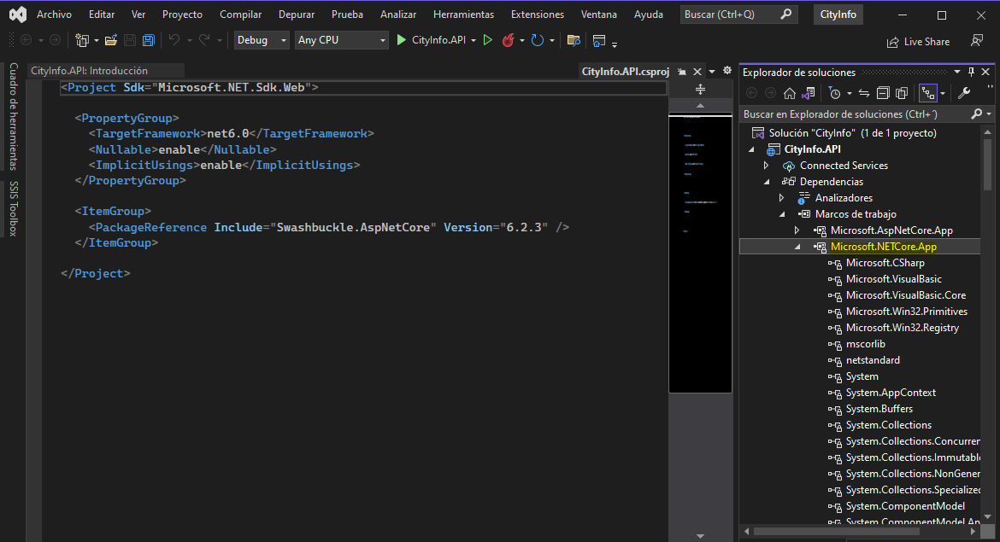 Archivo Editar Ver Proyecto Compilar Depurar Prueba Analizar Herramientas Extensiones Ventana Ayuda Buscar (Ctrl+Q) CityInfo
Debug Any CPU CityInfo.API Live Share
Cuadro de herramientas
SSIS Toolbox
CityInfo.API: Introducción CityInfo.API.csproj
<Project Sdk="Microsoft.NET.Sdk.Web">
<PropertyGroup>
<TargetFramework>net6.0</TargetFramework>
<Nullable>enable</Nullable>
<ImplicitUsings>enable</ImplicitUsings>
</PropertyGroup>
<ItemGroup>
<PackageReference Include="Swashbuckle.AspNetCore" Version="6.2.3" />
</ItemGroup>
</Project>
Explorador de soluciones
Buscar en Explorador de soluciones (Ctrl+´)
Solución "CityInfo" (1 de 1 proyecto)
CityInfo.API
Connected Services
Dependencias
Analizadores
Marcos de trabajo
Microsoft.AspNetCore.App
Microsoft.NETCore.App
Microsoft.CSharp
Microsoft.VisualBasic
Microsoft.VisualBasic.Core
Microsoft.Win32.Primitives
Microsoft.Win32.Registry
mscorlib
netstandard
System
System.AppContext
System.Buffers
System.Collections
System.Collections.Concurren
System.Collections.Immutabl
System.Collections.NonGener
System.Collections.Specialized
System.ComponentModel
System.ComponentModel.An